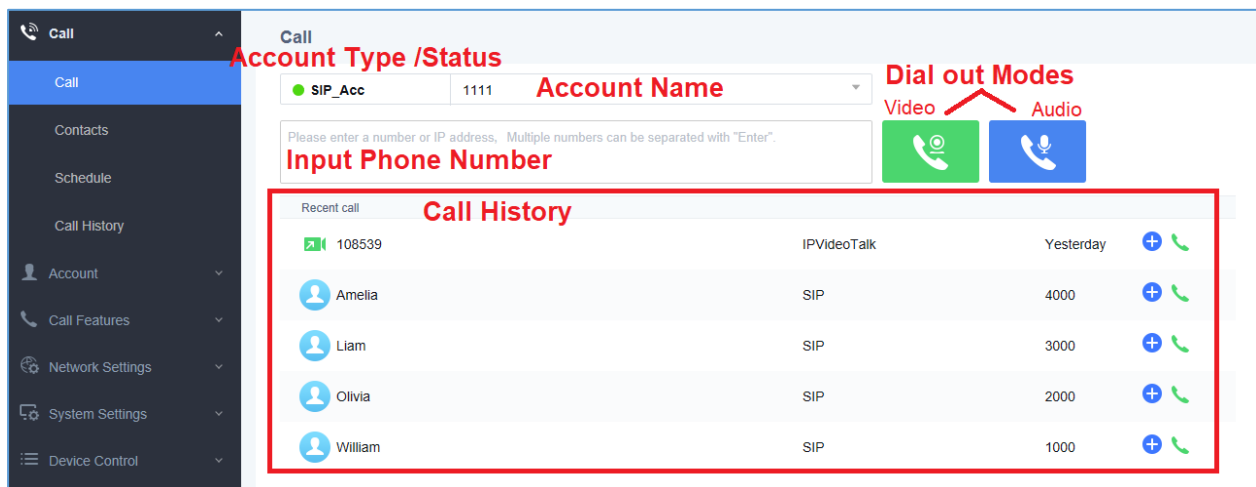 Call
Call
Contacts
Schedule
Call History
Account
Call Features
Network Settings
System Settings
Device Control
Call
Account Type /Status
SIP_Acc 1111 Account Name
Dial out Modes
Video Audio
Please enter a number or IP address, Multiple numbers can be separated with "Enter".
Input Phone Number
Recent call
Call History
108539 IPVideoTalk Yesterday
Amelia SIP 4000
Liam SIP 3000
Olivia SIP 2000
William SIP 1000